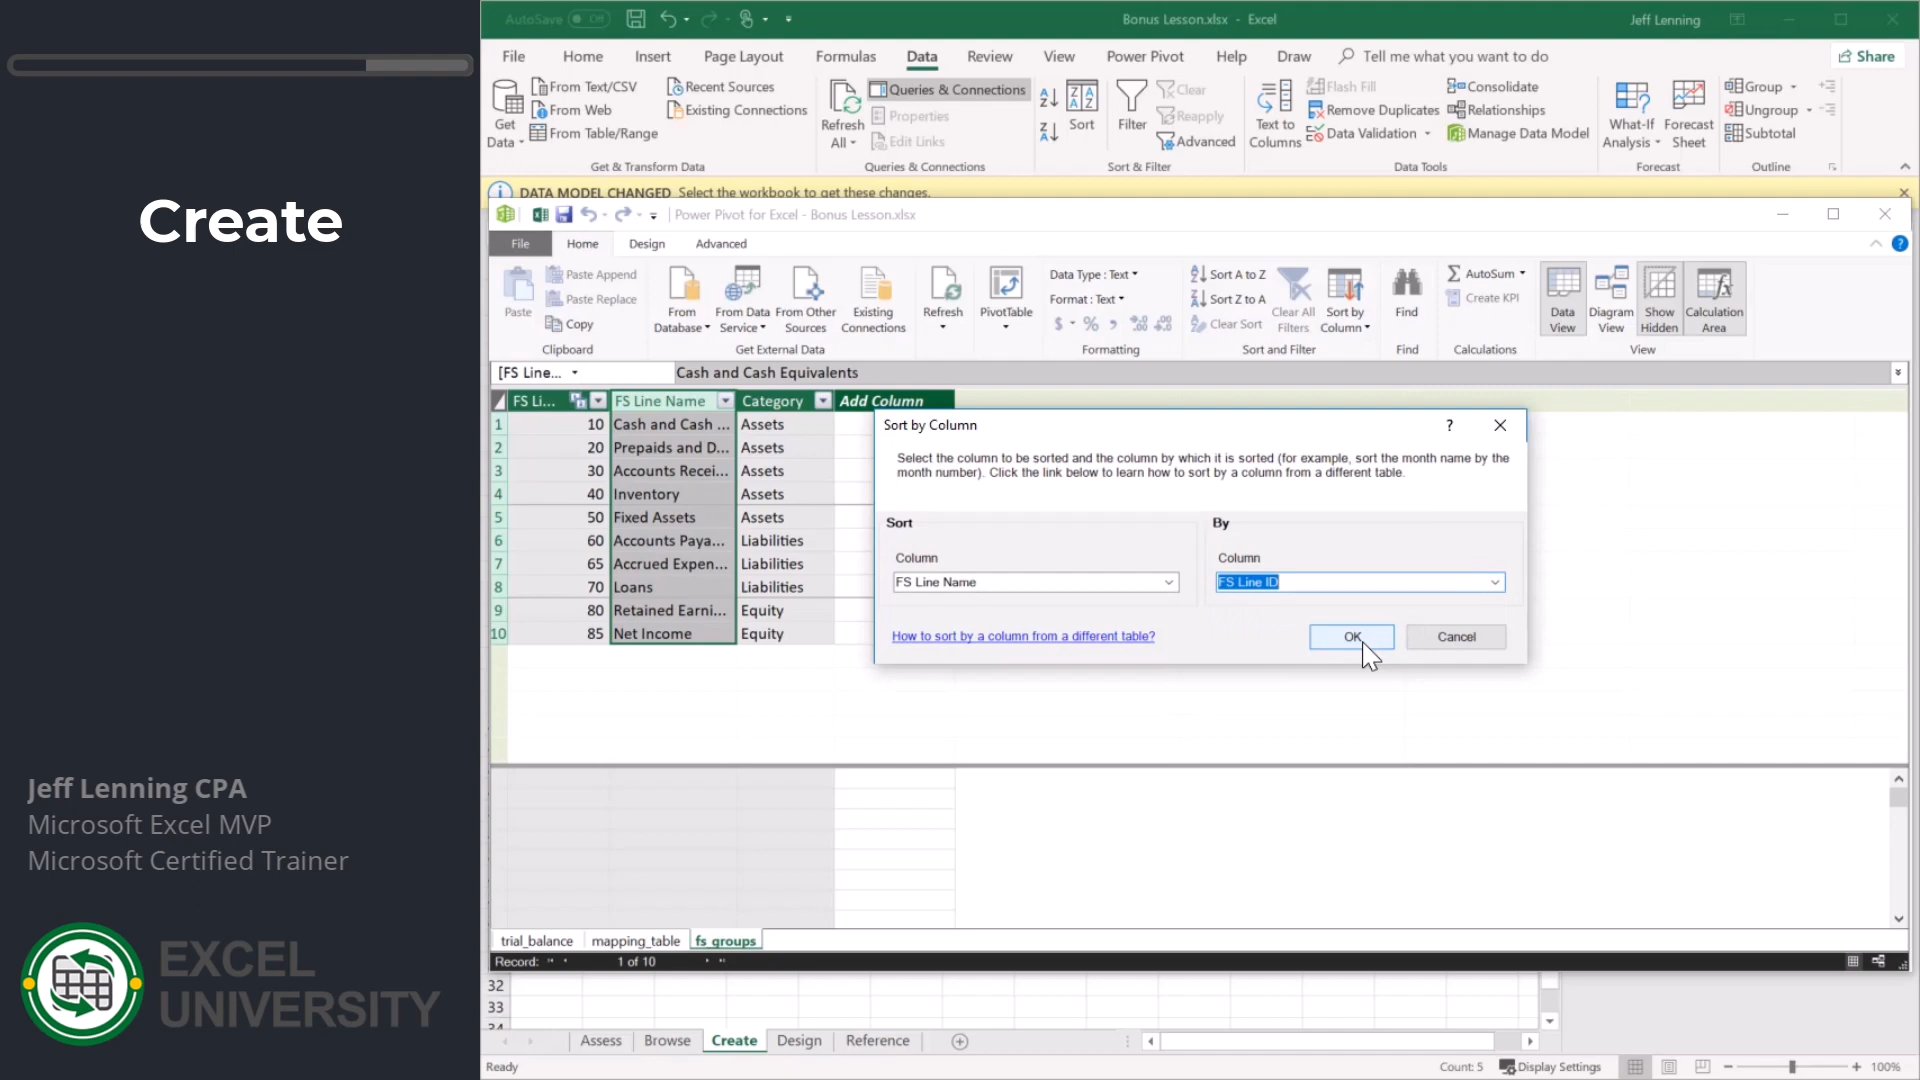 Create
Jeff Lenning CPA
Microsoft Excel MVP
Microsoft Certified Trainer
EXCEL
UNIVERSITY
AutoSave Off
Bonus Lesson.xlsx - Excel
Jeff Lenning
File Home Insert Page Layout Formulas Data Review View Power Pivot Help Draw Tell me what you want to do Share
Get Data
From Text/CSV
From Web
From Table/Range
Recent Sources
Existing Connections
Get & Transform Data
Refresh All
Queries & Connections
Properties
Edit Links
Queries & Connections
Sort
Filter
Clear
Reapply
Advanced
Sort & Filter
Text to Columns
Flash Fill
Remove Duplicates
Data Validation
Consolidate
Relationships
Manage Data Model
Data Tools
What-If Analysis
Forecast Sheet
Forecast
Group
Ungroup
Subtotal
Outline
DATA MODEL CHANGED Select the workbook to get these changes.
Power Pivot for Excel - Bonus Lesson.xlsx
File Home Design Advanced
Paste
Paste Append
Paste Replace
Copy
Clipboard
From Database
From Data Service
From Other Sources
Existing Connections
Get External Data
Refresh
PivotTable
Data Type : Text
Format : Text
$ % ,
Formatting
Sort A to Z
Sort Z to A
Clear Sort
Clear All Filters
Sort by Column
Sort and Filter
Find
Find
AutoSum
Create KPI
Calculations
Data View
Diagram View
Show Hidden
Calculation Area
View
[FS Line...
Cash and Cash Equivalents
FS Li... FS Line Name Category Add Column
1 10 Cash and Cash ... Assets
2 20 Prepaids and D... Assets
3 30 Accounts Recei... Assets
4 40 Inventory Assets
5 50 Fixed Assets Assets
6 60 Accounts Paya... Liabilities
7 65 Accrued Expen... Liabilities
8 70 Loans Liabilities
9 80 Retained Earni... Equity
10 85 Net Income Equity
Sort by Column
?
Select the column to be sorted and the column by which it is sorted (for example, sort the month name by the
month number). Click the link below to learn how to sort by a column from a different table.
Sort By
Column Column
FS Line Name FS Line ID
How to sort by a column from a different table?
OK Cancel
trial_balance mapping_table fs_groups
Record: 1 of 10
32
33
34
Assess Browse Create Design Reference
Ready
Count: 5 Display Settings 100%